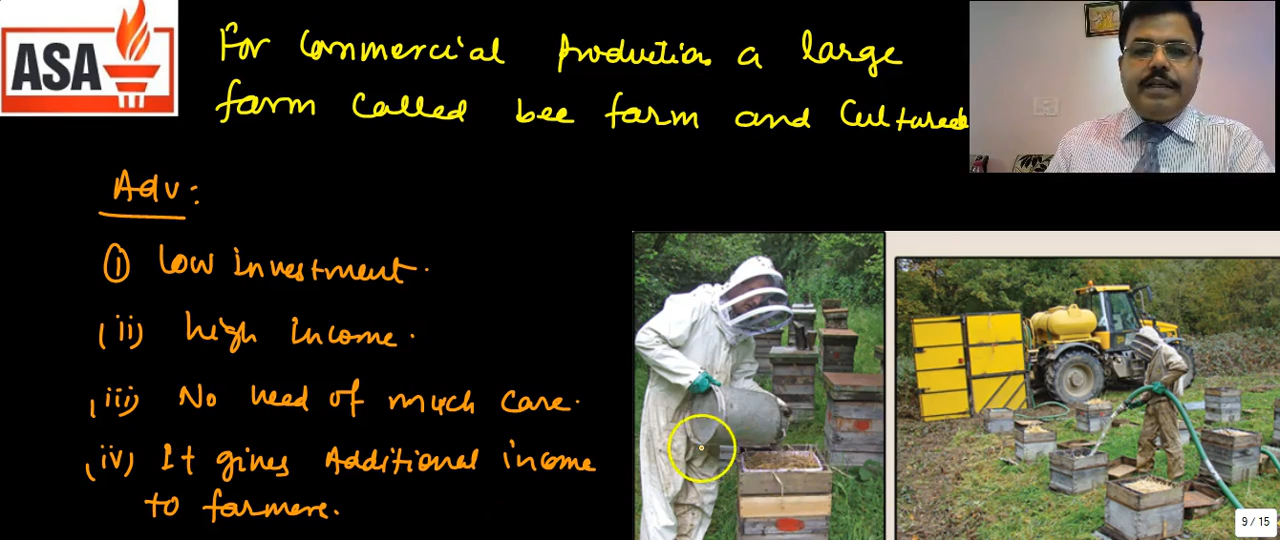 ASA
For Commercial Production a large
farm called bee farm and Cultured
Adv:
(i) Low investment.
(ii) high income.
(iii) No need of much care.
(iv) It gives Additional income
to farmers.
9 / 15